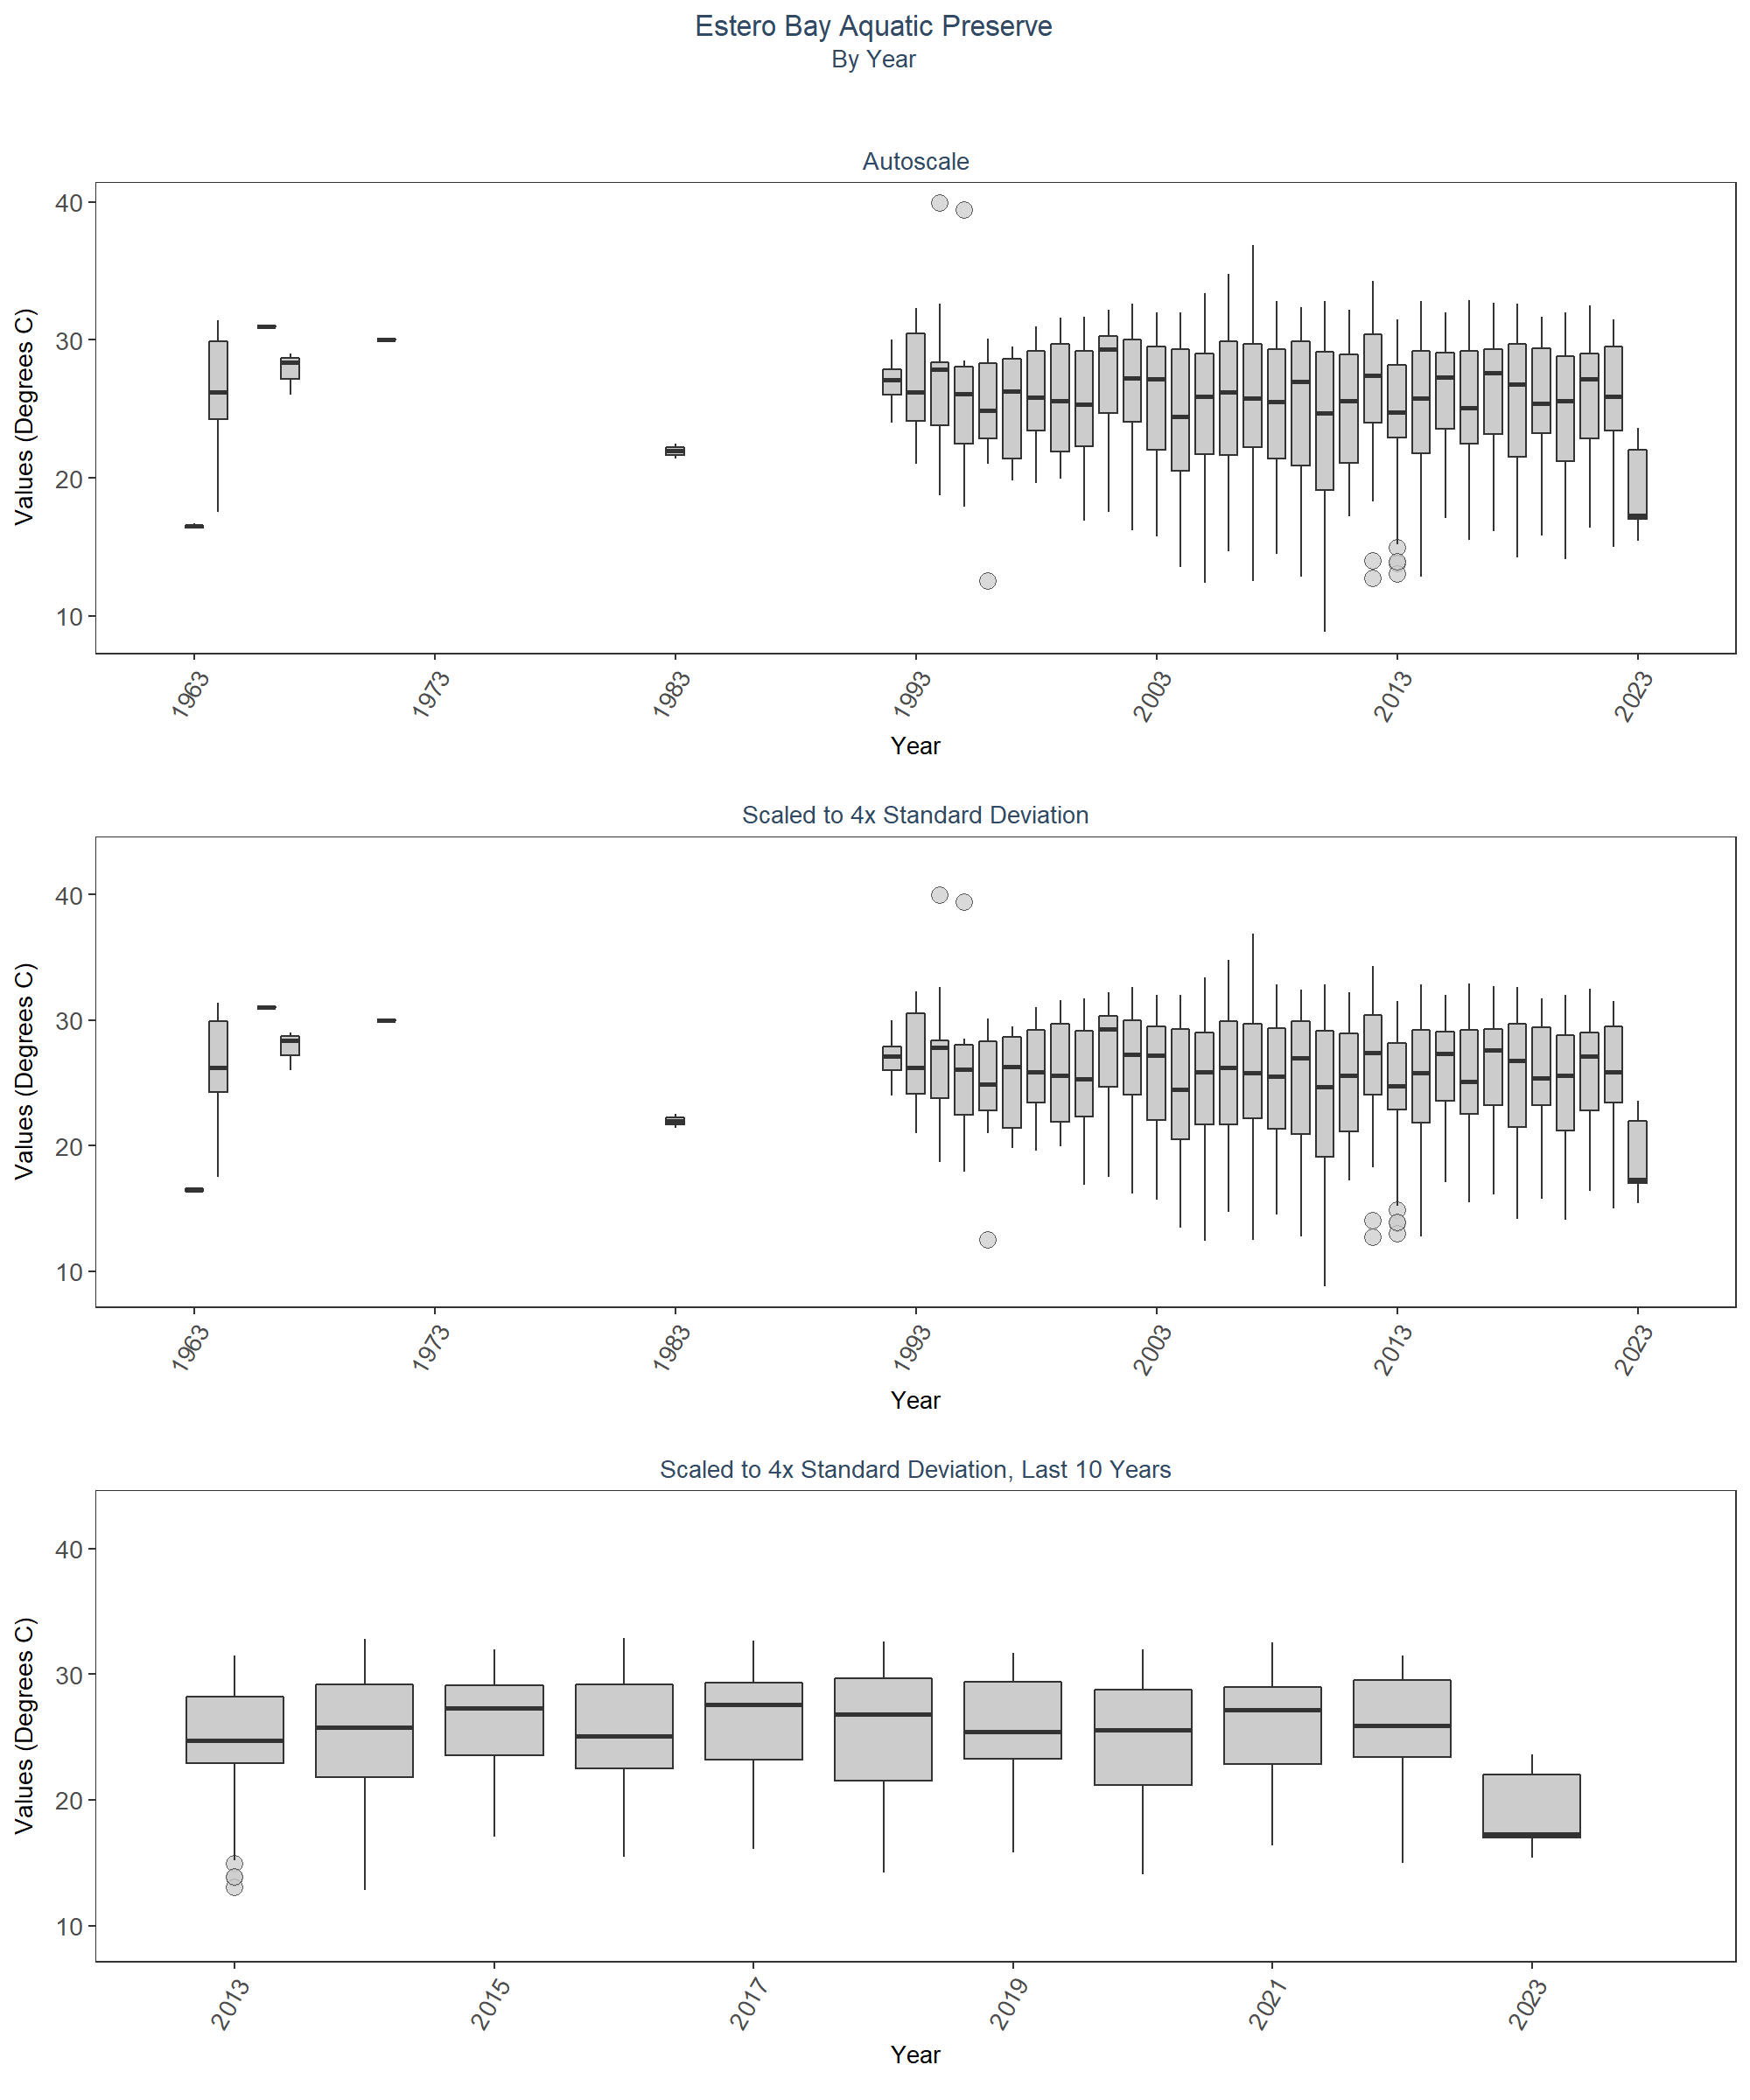 Estero Bay Aquatic Preserve
By Year
Autoscale
Values (Degrees C)
40
30
20
10
1963 1973 1983 1993 2003 2013 2023
Year
Scaled to 4x Standard Deviation
Values (Degrees C)
40
30
20
10
1963 1973 1983 1993 2003 2013 2023
Year
Scaled to 4x Standard Deviation, Last 10 Years
Values (Degrees C)
40
30
20
10
2013 2015 2017 2019 2021 2023
Year